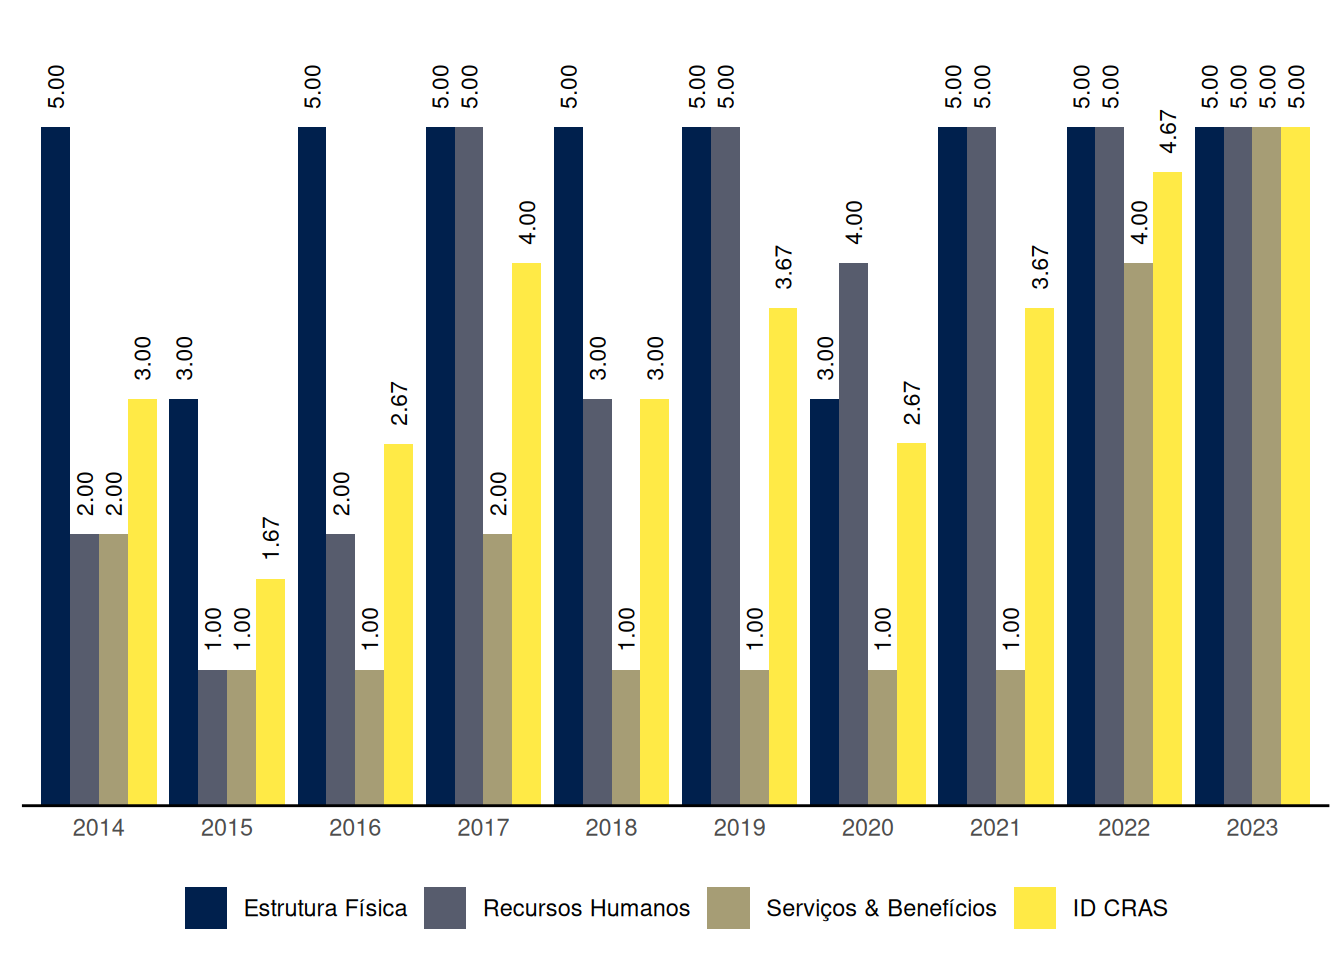 5.00 2.00 2.00 3.00
3.00 1.00 1.00 1.67
5.00 2.00 1.00 2.67
5.00 5.00 2.00 4.00
5.00 3.00 1.00 3.00
5.00 5.00 1.00 3.67
3.00 4.00 1.00 2.67
5.00 5.00 1.00 3.67
5.00 5.00 4.00 4.67
5.00 5.00 5.00 5.00
2014 2015 2016 2017 2018 2019 2020 2021 2022 2023
Estrutura Física Recursos Humanos Serviços & Benefícios ID CRAS